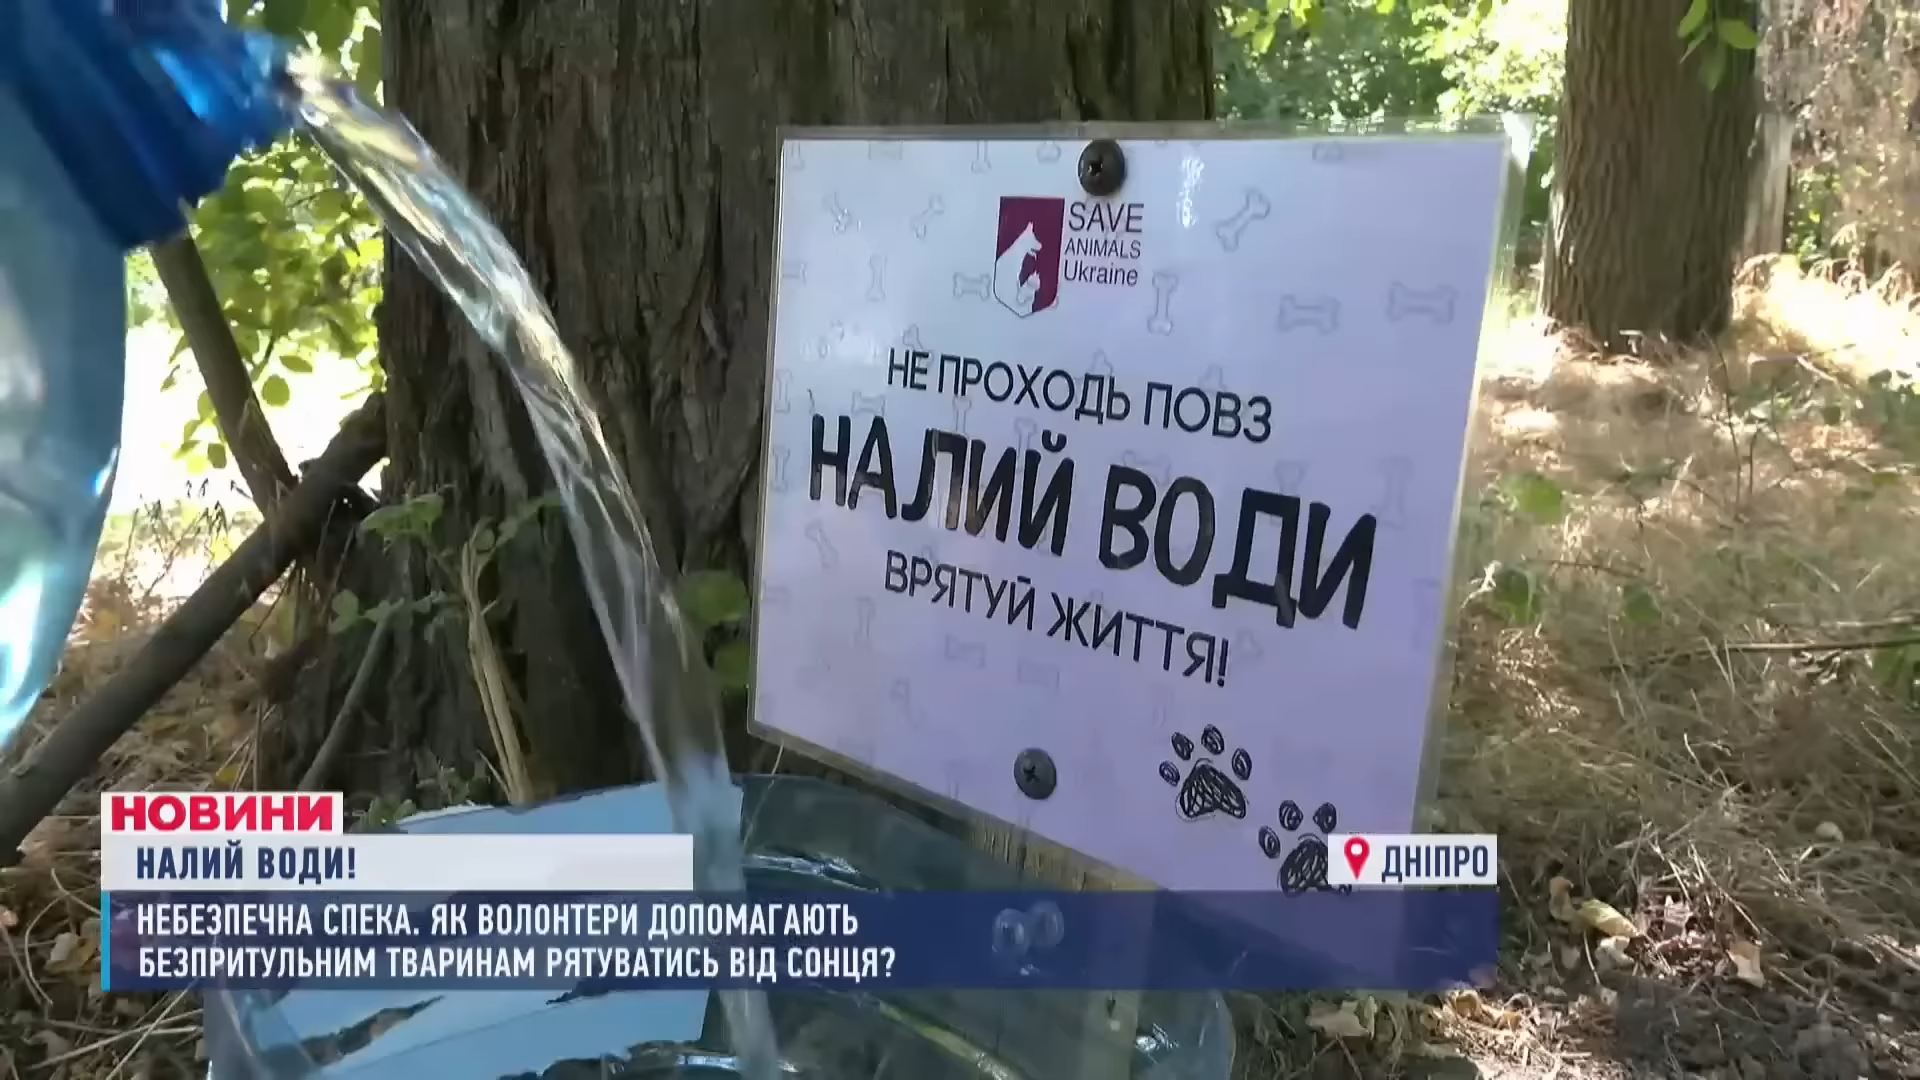 SAVE
ANIMALS
Ukraine
НЕ ПРОХОДЬ ПОВЗ
НАЛИЙ ВОДИ
ВРЯТУЙ ЖИТТЯ!
НОВИНИ
НАЛИЙ ВОДИ!
ДНІПРО
НЕБЕЗПЕЧНА СПЕКА. ЯК ВОЛОНТЕРИ ДОПОМАГАЮТЬ
БЕЗПРИТУЛЬНИМ ТВАРИНАМ РЯТУВАТИСЬ ВІД СОНЦЯ?